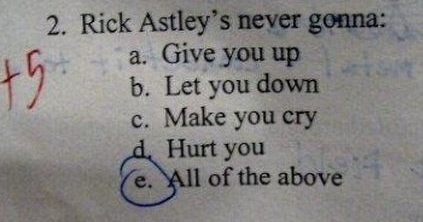 2. Rick Astley's never gonna:
+5
a. Give you up
b. Let you down
c. Make you cry
d. Hurt you
e. All of the above